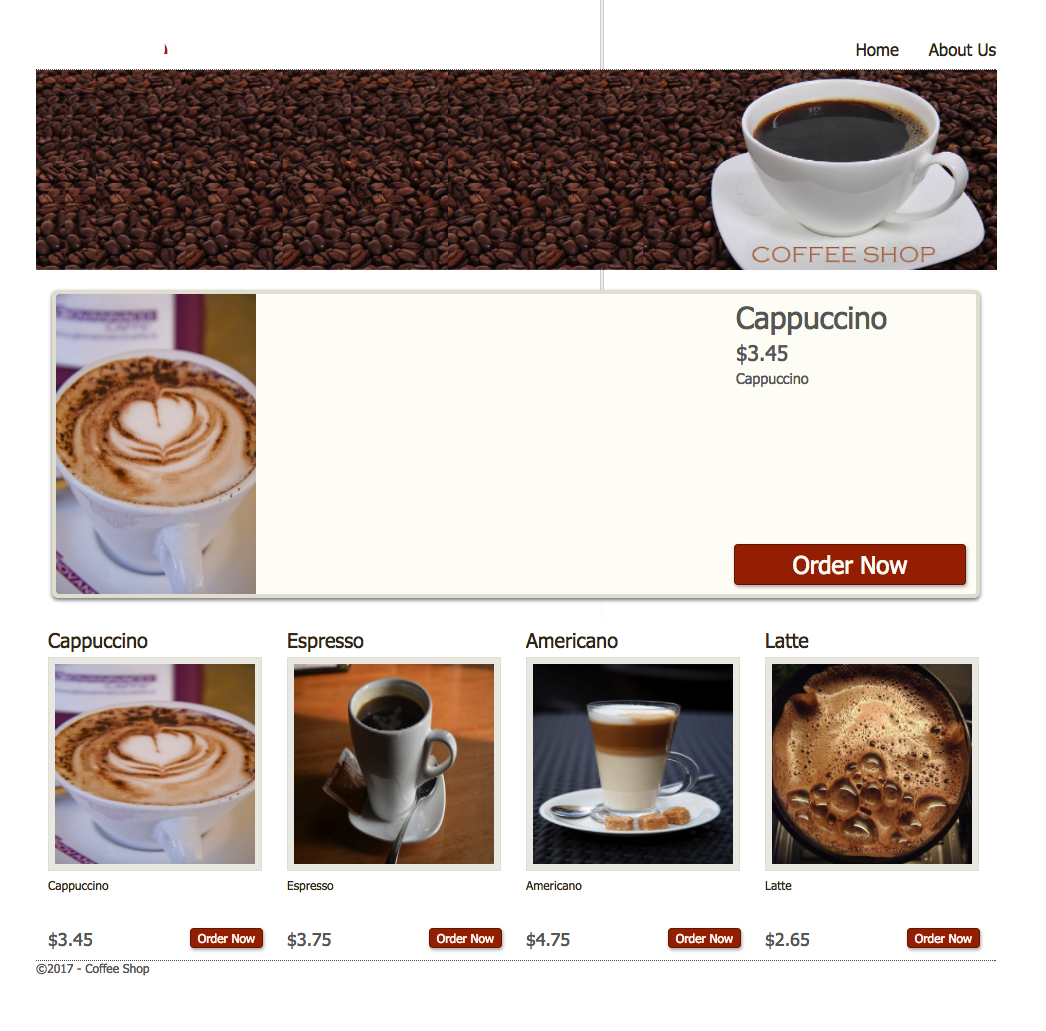 Home About Us
COFFEE SHOP
Cappuccino
$3.45
Cappuccino
Order Now
Cappuccino Espresso Americano Latte
Cappuccino Espresso Americano Latte
$3.45 Order Now $3.75 Order Now $4.75 Order Now $2.65 Order Now
©2017 - Coffee Shop